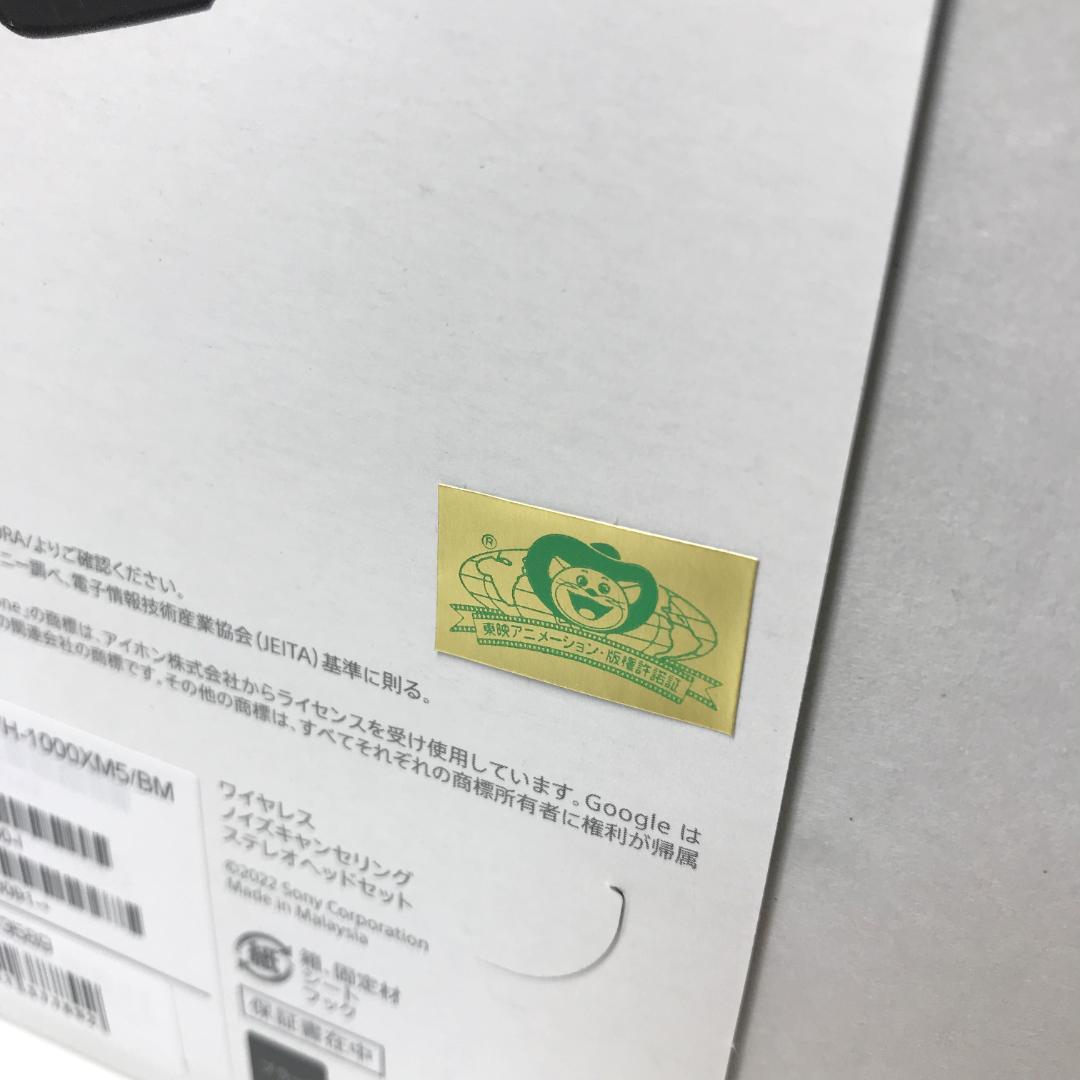 RA/よりご確認ください。
ニー調べ、電子情報技術産業協会(JEITA)基準に則る。
one」の商標は、アイホン株式会社からライセンスを受け使用しています。Google は
の関連会社の商標です。その他の商標は、すべてそれぞれの商標所有者に権利が帰属
®
東映アニメーション・版権許諾証
H-1000XM5/BM
ワイヤレス
ノイズキャンセリング
ステレオヘッドセット
©2022 Sony Corporation
Made in Malaysia
紙
箱、固定材
シート
フック
保証書在中